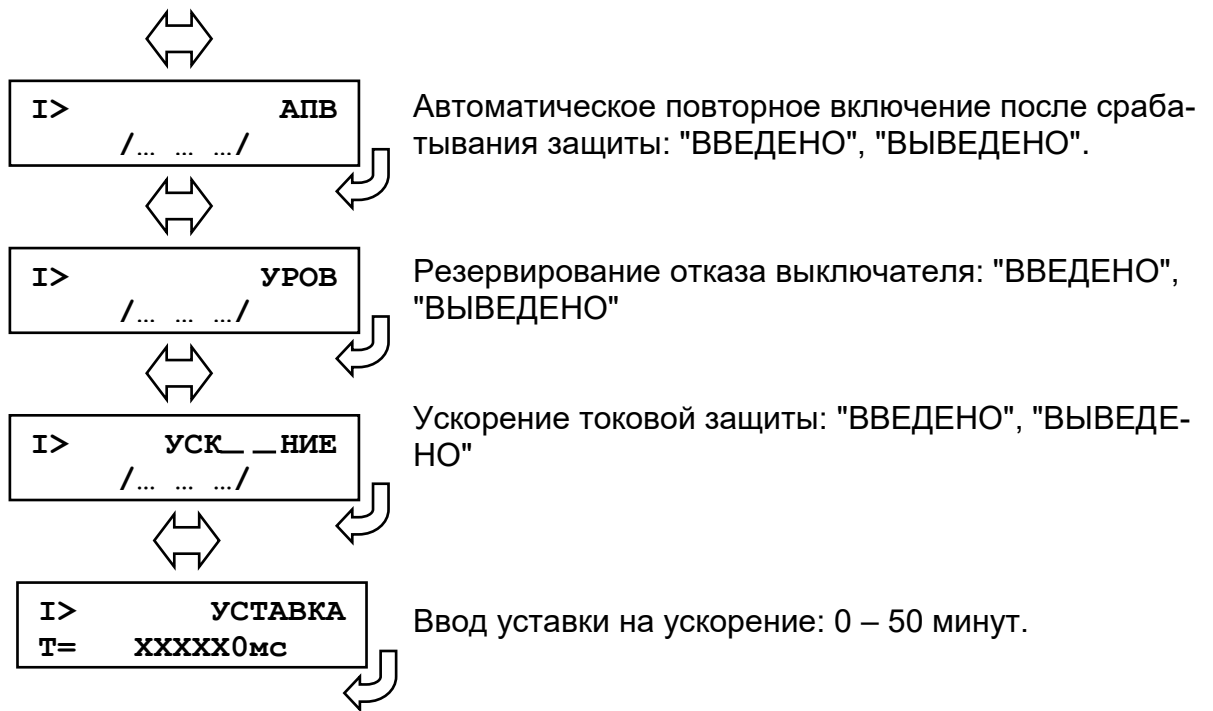 I> АПВ
/… … …/
Автоматическое повторное включение после сраба-
тывания защиты: "ВВЕДЕНО", "ВЫВЕДЕНО".
I> УРОВ
/… … …/
Резервирование отказа выключателя: "ВВЕДЕНО",
"ВЫВЕДЕНО"
I> УСК_ _НИЕ
/… … …/
Ускорение токовой защиты: "ВВЕДЕНО", "ВЫВЕДЕ-
НО"
I> УСТАВКА
T= XXXXX0мс
Ввод уставки на ускорение: 0 – 50 минут.